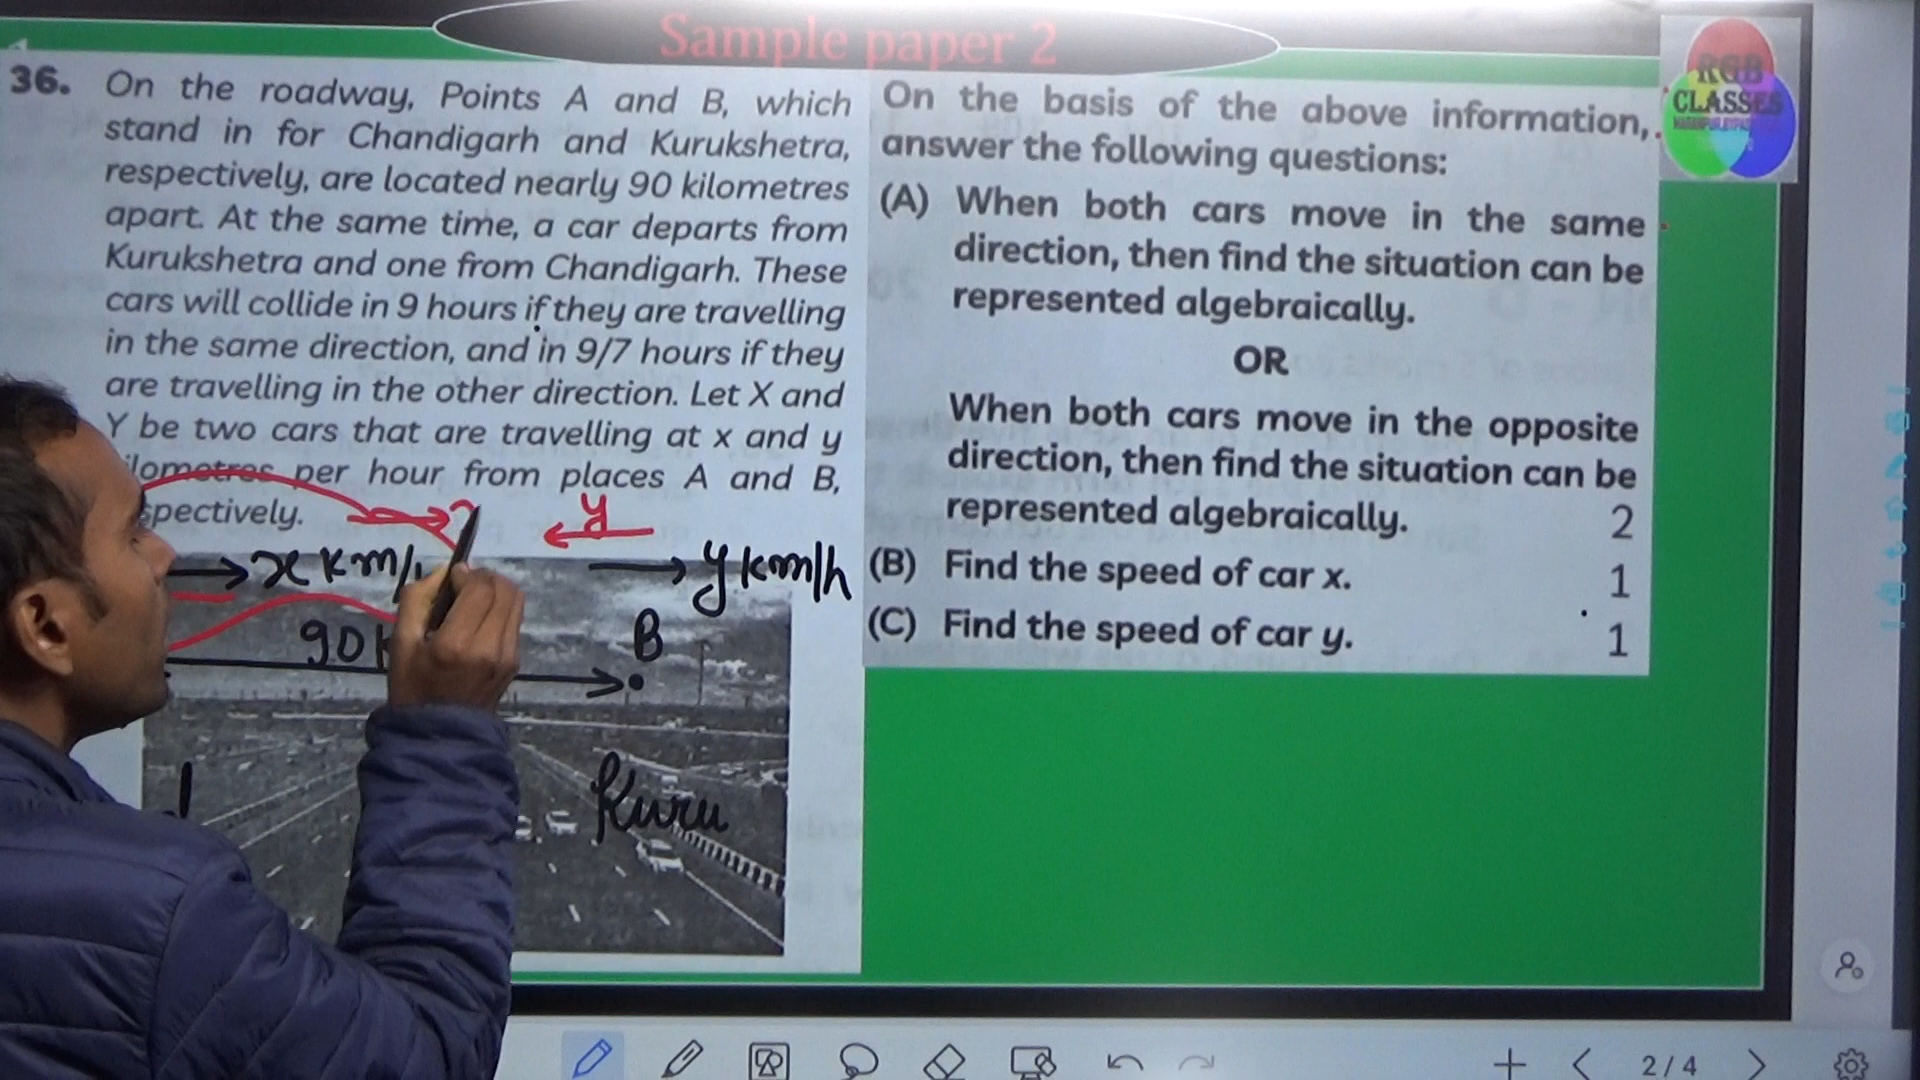 Sample paper 2
RGB
CLASSES
36. On the roadway, Points A and B, which
stand in for Chandigarh and Kurukshetra,
respectively, are located nearly 90 kilometres
apart. At the same time, a car departs from
Kurukshetra and one from Chandigarh. These
cars will collide in 9 hours if they are travelling
in the same direction, and in 9/7 hours if they
are travelling in the other direction. Let X and
Y be two cars that are travelling at x and y
ilometres per hour from places A and B,
spectively.
y
x km/
y km/h
90 k
B
Kuru
On the basis of the above information,
answer the following questions:
(A) When both cars move in the same
direction, then find the situation can be
represented algebraically.
OR
When both cars move in the opposite
direction, then find the situation can be
represented algebraically. 2
(B) Find the speed of car x. 1
(C) Find the speed of car y. 1
2/4